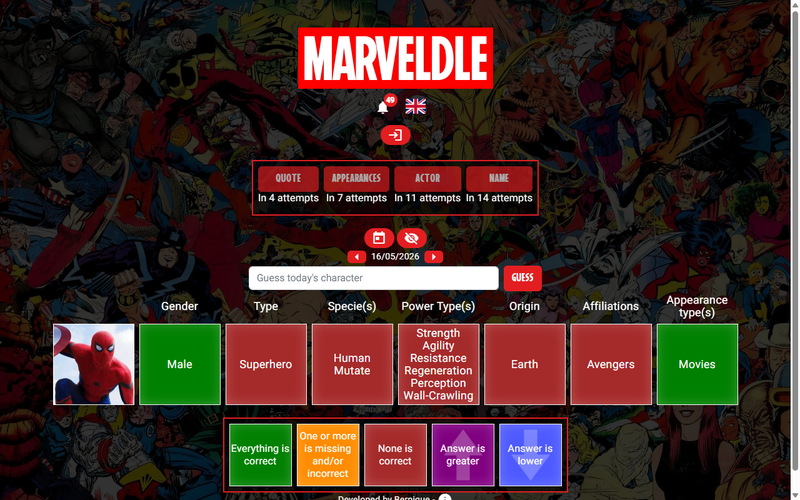 MARVELDLE
49
QUOTE
APPEARANCES
ACTOR
NAME
In 4 attempts
In 7 attempts
In 11 attempts
In 14 attempts
16/05/2026
Guess today's character
GUESS
Gender
Type
Specie(s)
Power Type(s)
Origin
Affiliations
Appearance
type(s)
Male
Superhero
Human
Mutate
Strength
Agility
Resistance
Regeneration
Perception
Wall-Crawling
Earth
Avengers
Movies
Everything is
correct
One or more
is missing
and/or
incorrect
None is
correct
Answer is
greater
Answer is
lower
Developed by Bernique -